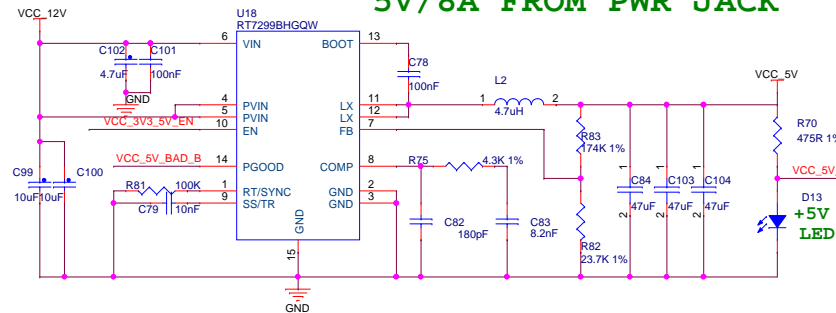 5V/8A FROM PWR JACK
VCC_12V
U18
RT7299BHGQW
6 VIN
BOOT 13
C102
4.7uF
C101
100nF
GND
C78
100nF
4 PVIN
5 PVIN
VCC_3V3_5V_EN
10 EN
LX 11
LX 12
FB 7
L2
1 2
4.7uH
VCC_5V
R70
475R 1%
R83
174K 1%
VCC_5V_BAD_B
14 PGOOD
COMP 8
R75
4.3K 1%
C99
10uF
C100
10uF
R81
100K
1 RT/SYNC
9 SS/TR
C79
10nF
GND 2
GND 3
GND
15
GND
C82
180pF
C83
8.2nF
R82
23.7K 1%
1
C84
47uF
2
1
C103
47uF
2
1
C104
47uF
2
VCC_5V_
D13
+5V
LED